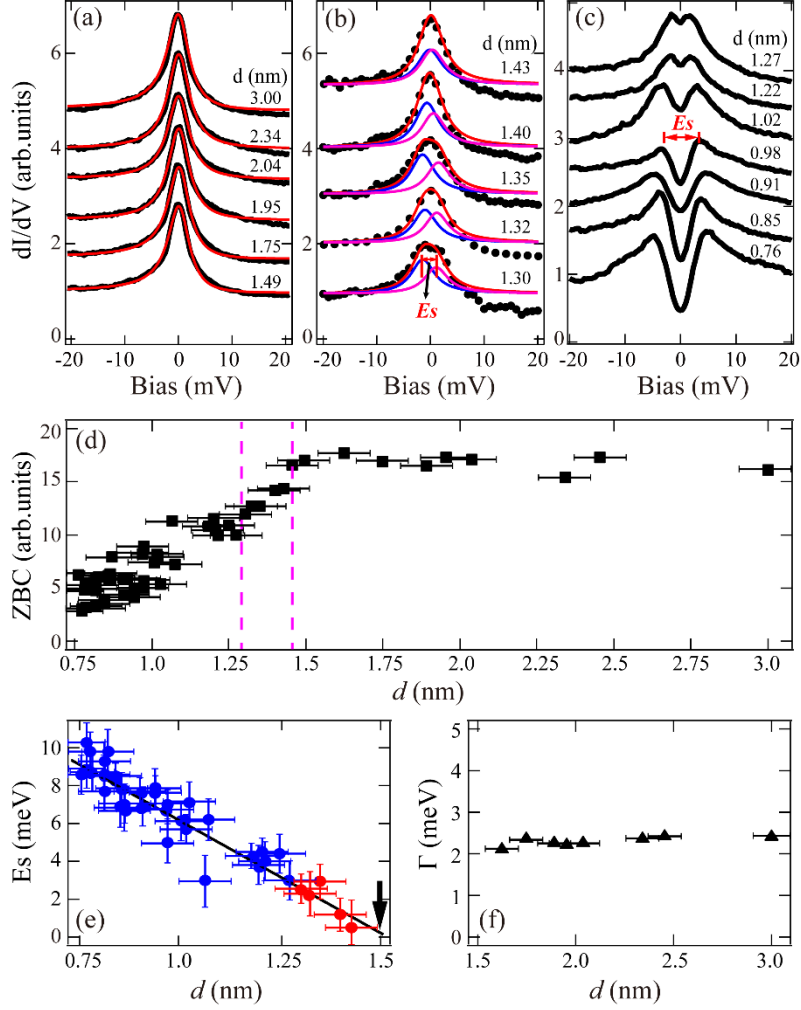 (a)
d (nm)
3.00
2.34
2.04
1.95
1.75
1.49
dI/dV (arb.units)
6
4
2
0
-20 -10 0 10 20
Bias (mV)
(b)
1.43
1.40
1.35
1.32
1.30
Es
6
4
2
0
-20 -10 0 10 20
Bias (mV)
(c)
d (nm)
1.27
1.22
1.02
Es
0.98
0.91
0.85
0.76
4
3
2
1
0
-20 -10 0 10 20
Bias (mV)
(d)
ZBC (arb.units)
20
15
10
5
0
0.75 1.0 1.25 1.5 1.75 2.0 2.25 2.5 2.75 3.0
d (nm)
Es (meV)
10
8
6
4
2
0
(e)
0.75 1.0 1.25 1.5
d (nm)
Γ (meV)
5
4
3
2
1
0
(f)
1.5 2.0 2.5 3.0
d (nm)